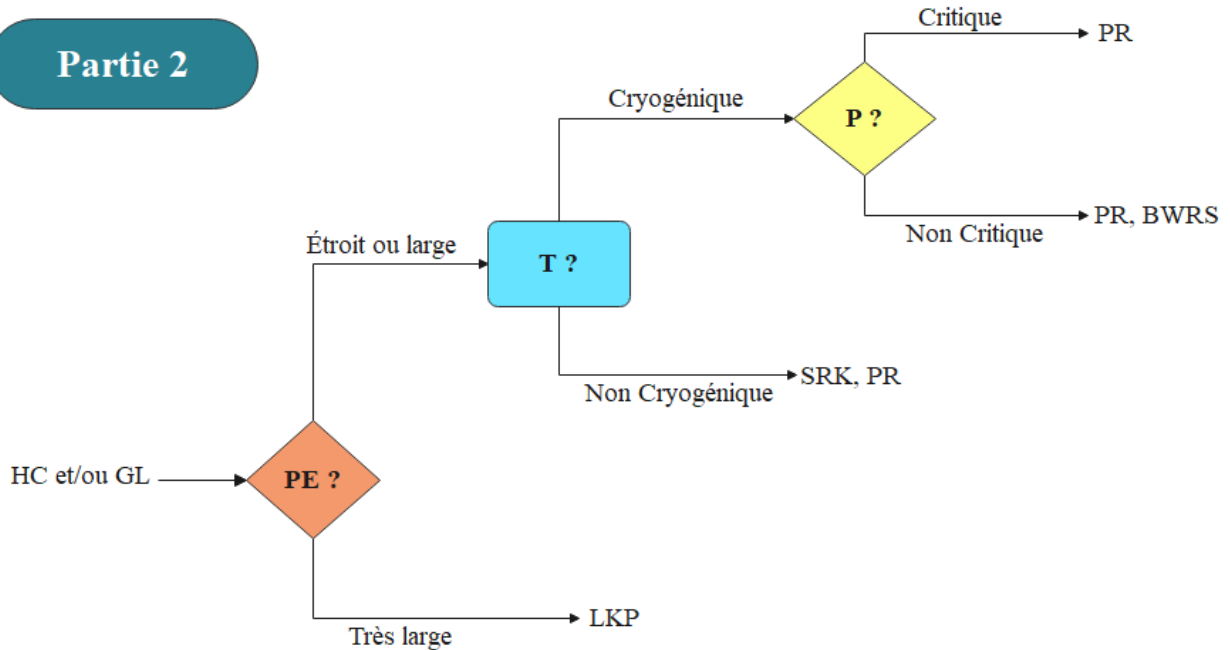 Partie 2
Critique
PR
Cryogénique
P ?
PR, BWRS
Non Critique
Étroit ou large
T ?
SRK, PR
Non Cryogénique
HC et/ou GL
PE ?
LKP
Très large